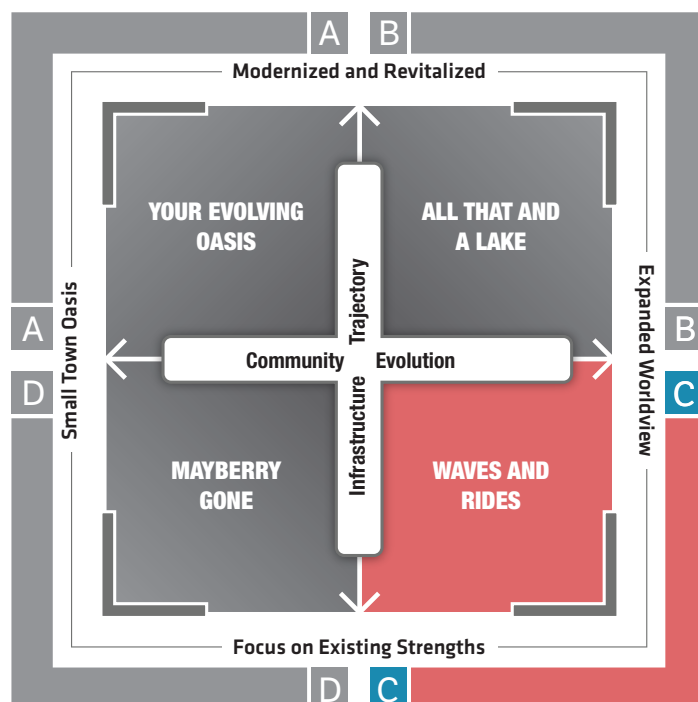 A B
Modernized and Revitalized
YOUR EVOLVING
OASIS
ALL THAT AND
A LAKE
Small Town Oasis
Expanded Worldview
Trajectory
A
B
Community Evolution
D
C
Infrastructure
MAYBERRY
GONE
WAVES AND
RIDES
Focus on Existing Strengths
D C